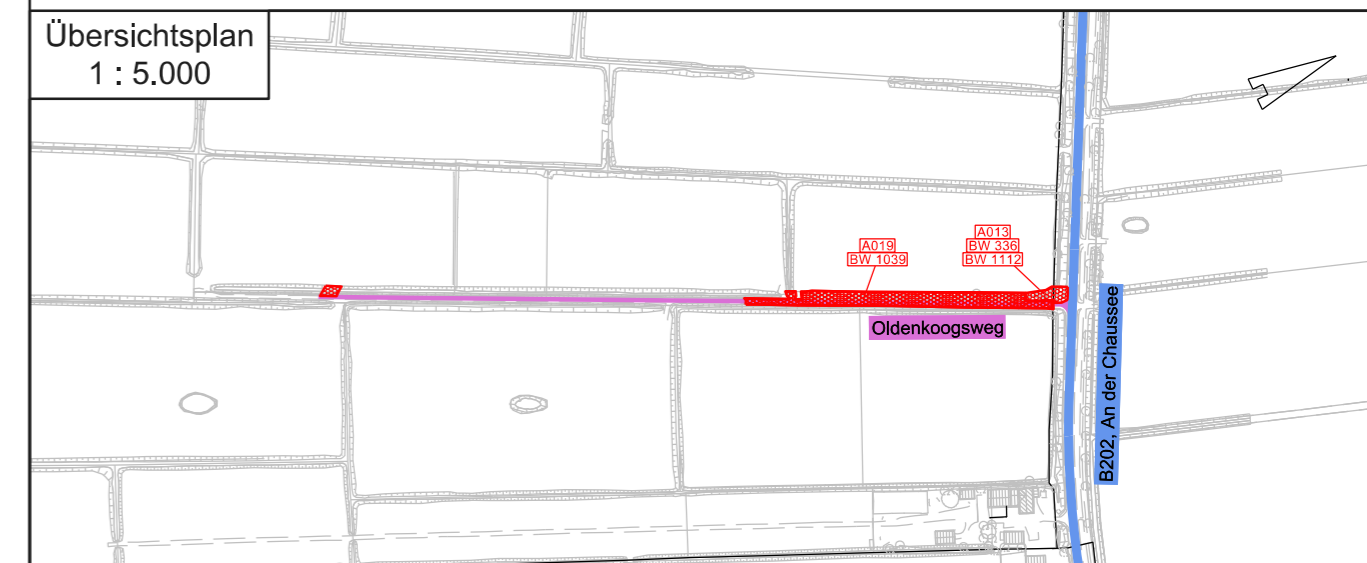 Übersichtsplan
1 : 5.000
A019
BW 1039
A013
BW 336
BW 1112
Oldenkoogsweg
B202, An der Chaussee